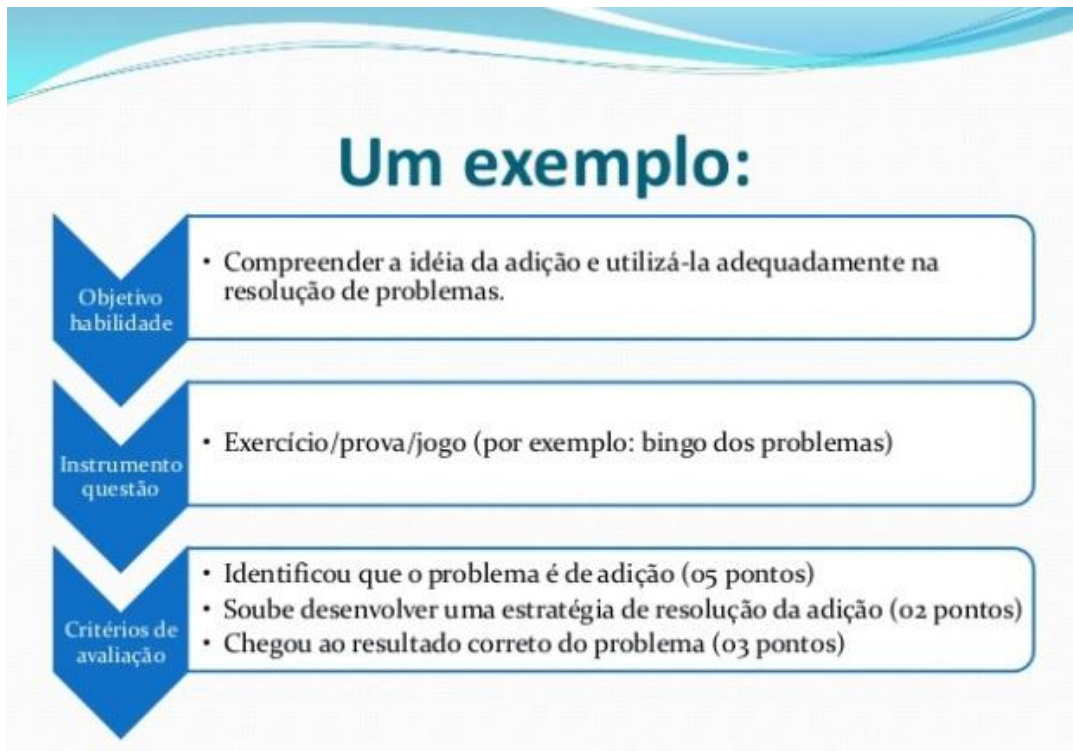 Um exemplo:
Objetivo
habilidade
• Compreender a idéia da adição e utilizá-la adequadamente na
resolução de problemas.
Instrumento
questão
• Exercício/prova/jogo (por exemplo: bingo dos problemas)
Critérios de
avaliação
• Identificou que o problema é de adição (05 pontos)
• Soube desenvolver uma estratégia de resolução da adição (02 pontos)
• Chegou ao resultado correto do problema (03 pontos)